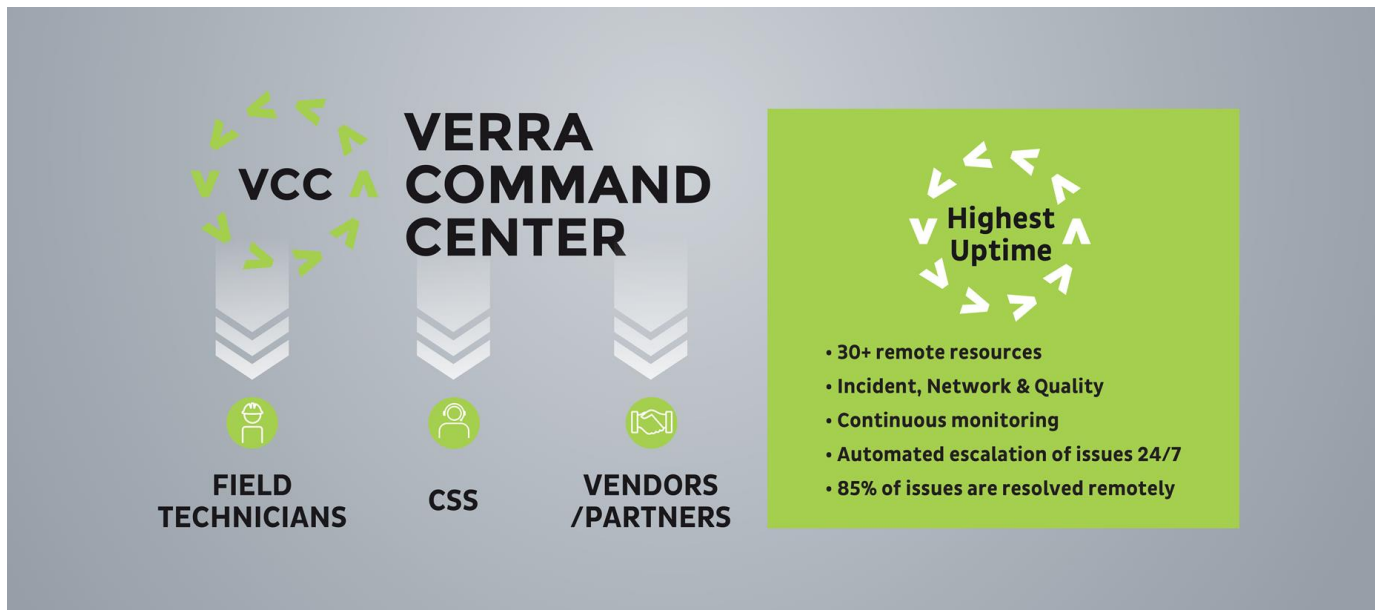 VCC
VERRA
COMMAND
CENTER
FIELD
TECHNICIANS
CSS
VENDORS
/PARTNERS
Highest
Uptime
• 30+ remote resources
• Incident, Network & Quality
• Continuous monitoring
• Automated escalation of issues 24/7
• 85% of issues are resolved remotely